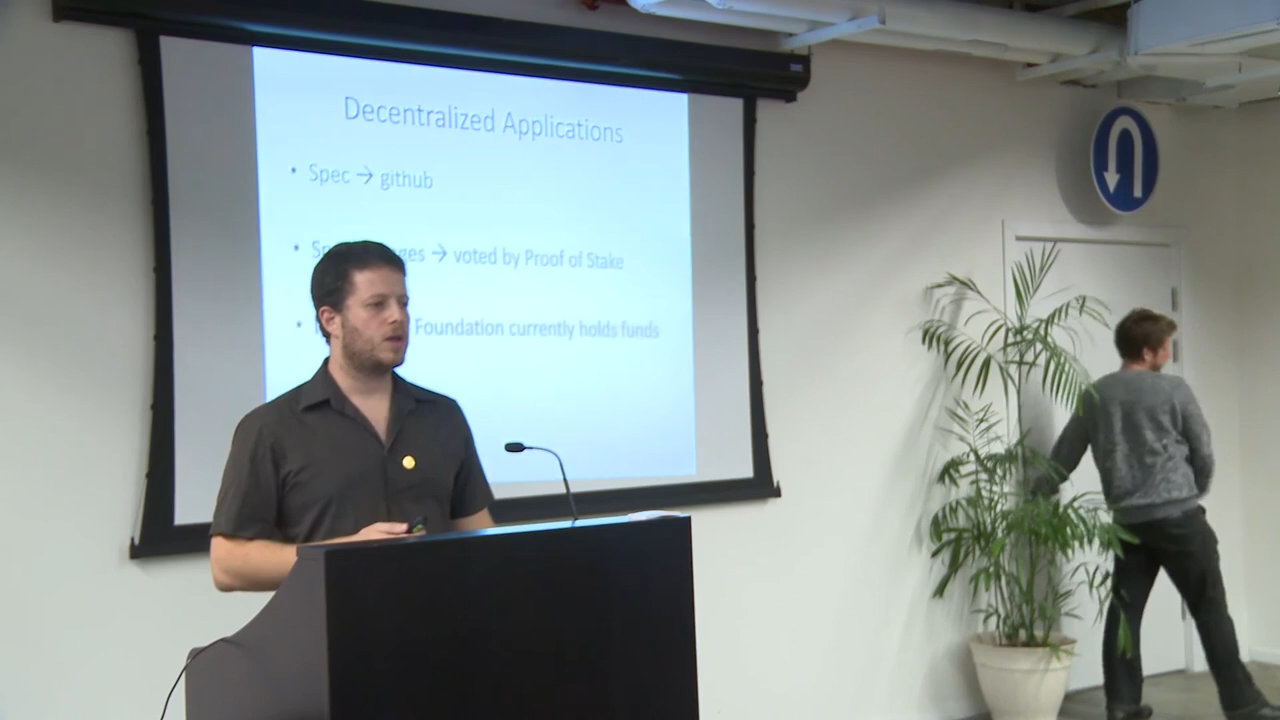 Decentralized Applications
• Spec → github
• → voted by Proof of Stake
• Foundation currently holds funds